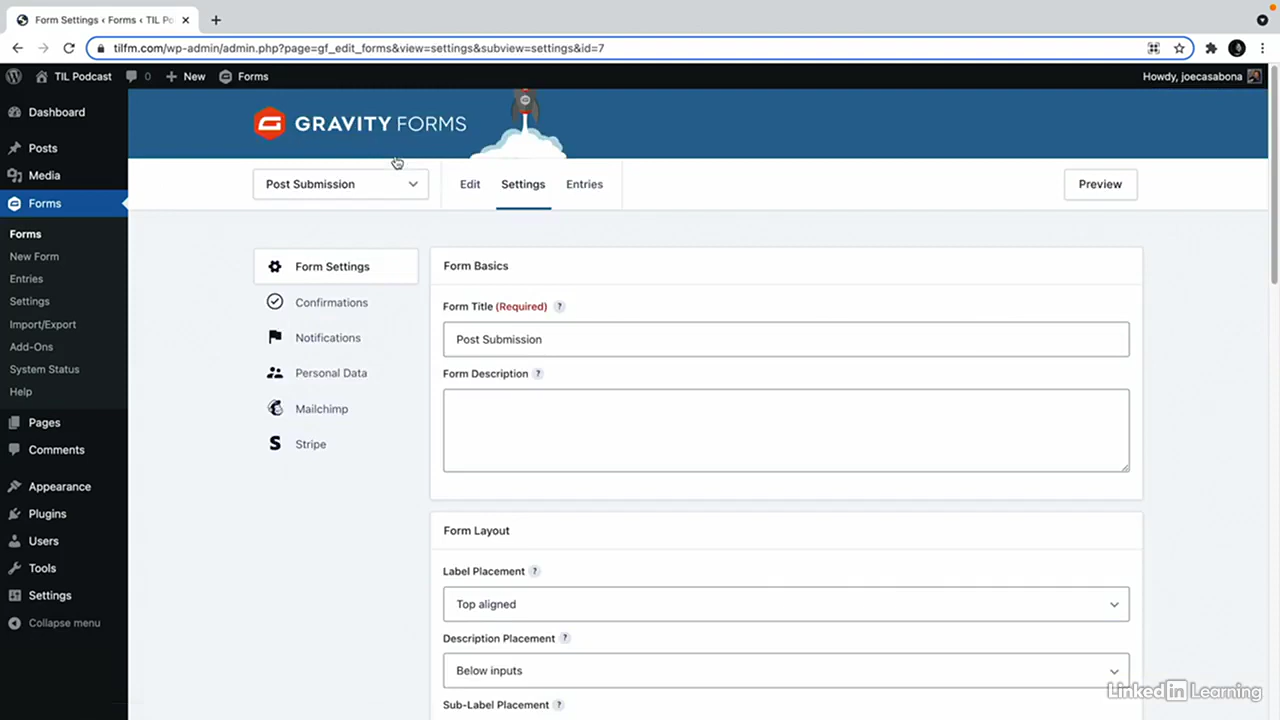 Form Settings ‹ Forms ‹ TIL Po
tilfm.com/wp-admin/admin.php?page=gf_edit_forms&view=settings&subview=settings&id=7
TIL Podcast 0 New Forms Howdy, joecasabona
Dashboard
Posts
Media
Forms
Forms
New Form
Entries
Settings
Import/Export
Add-Ons
System Status
Help
Pages
Comments
Appearance
Plugins
Users
Tools
Settings
Collapse menu
GRAVITY FORMS
Post Submission Edit Settings Entries Preview
Form Settings
Confirmations
Notifications
Personal Data
Mailchimp
S Stripe
Form Basics
Form Title (Required) ?
Post Submission
Form Description ?
Form Layout
Label Placement ?
Top aligned
Description Placement ?
Below inputs
Sub-Label Placement ?
Linked in Learning